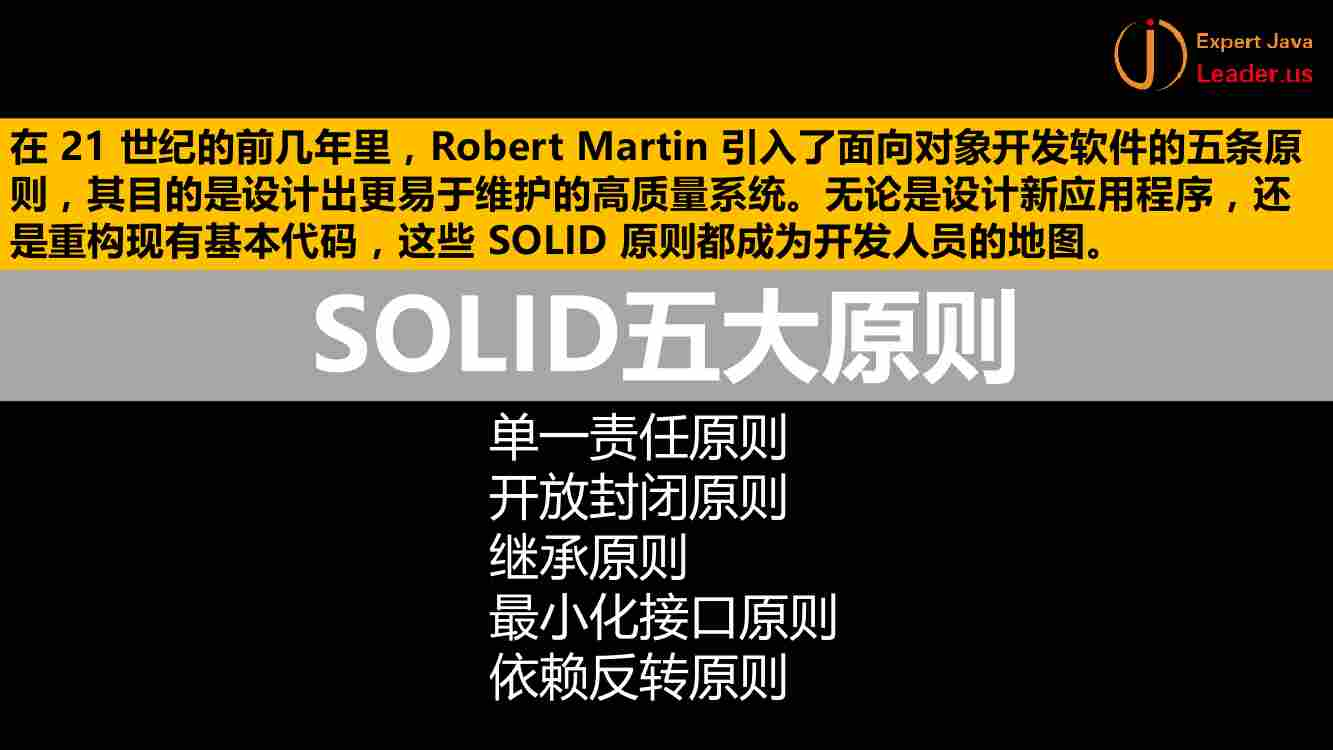 Expert Java
Leader.us
在 21 世纪的前几年里，Robert Martin 引入了面向对象开发软件的五条原
则，其目的是设计出更易于维护的高质量系统。无论是设计新应用程序，还
是重构现有基本代码，这些 SOLID 原则都成为开发人员的地图。
SOLID五大原则
单一责任原则
开放封闭原则
继承原则
最小化接口原则
依赖反转原则